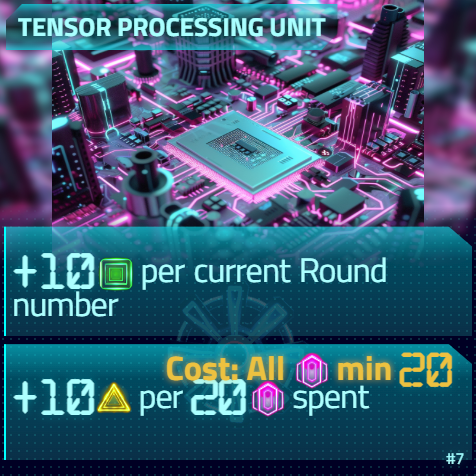 TENSOR PROCESSING UNIT
+10 per current Round
number
Cost: All min 20
+10 per 20 spent
#7